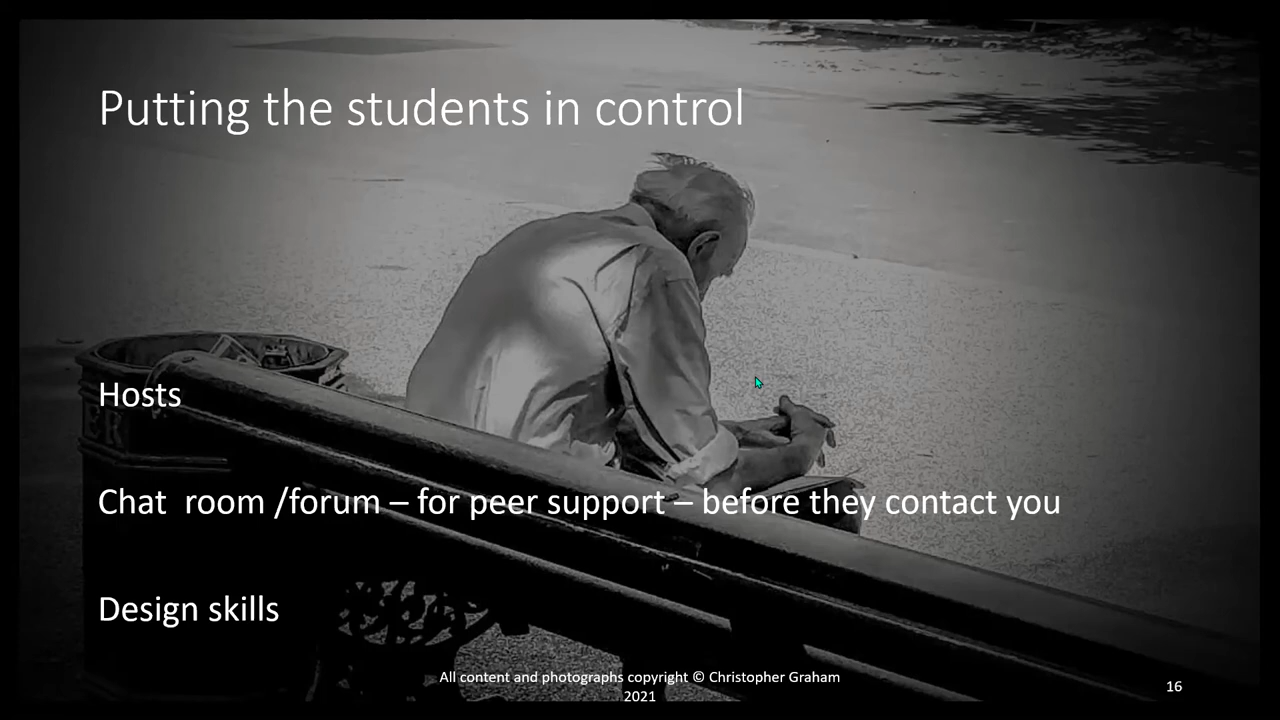 Putting the students in control
Hosts
Chat  room /forum – for peer support – before they contact you
Design skills
All content and photographs copyright © Christopher Graham
2021
16